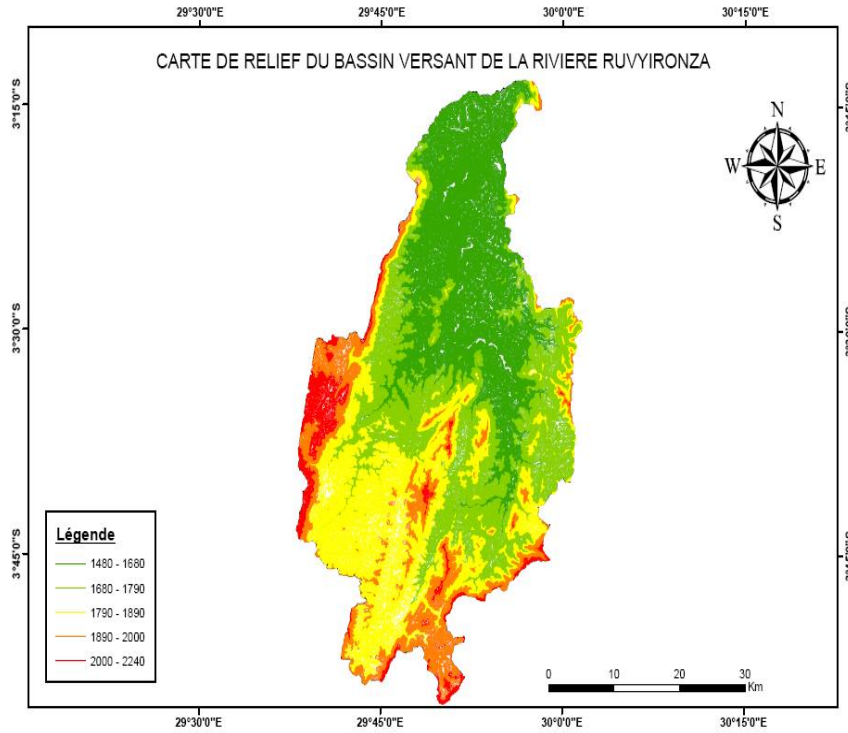 29°30'0"E 29°45'0"E 30°0'0"E 30°15'0"E
CARTE DE RELIEF DU BASSIN VERSANT DE LA RIVIERE RUVYIRONZA
3°15'0"S
N
W E
S
3°30'0"S
3°45'0"S
Légende
1480 - 1680
1680 - 1790
1790 - 1890
1890 - 2000
2000 - 2240
0 10 20 30
Km
29°30'0"E 29°45'0"E 30°0'0"E 30°15'0"E